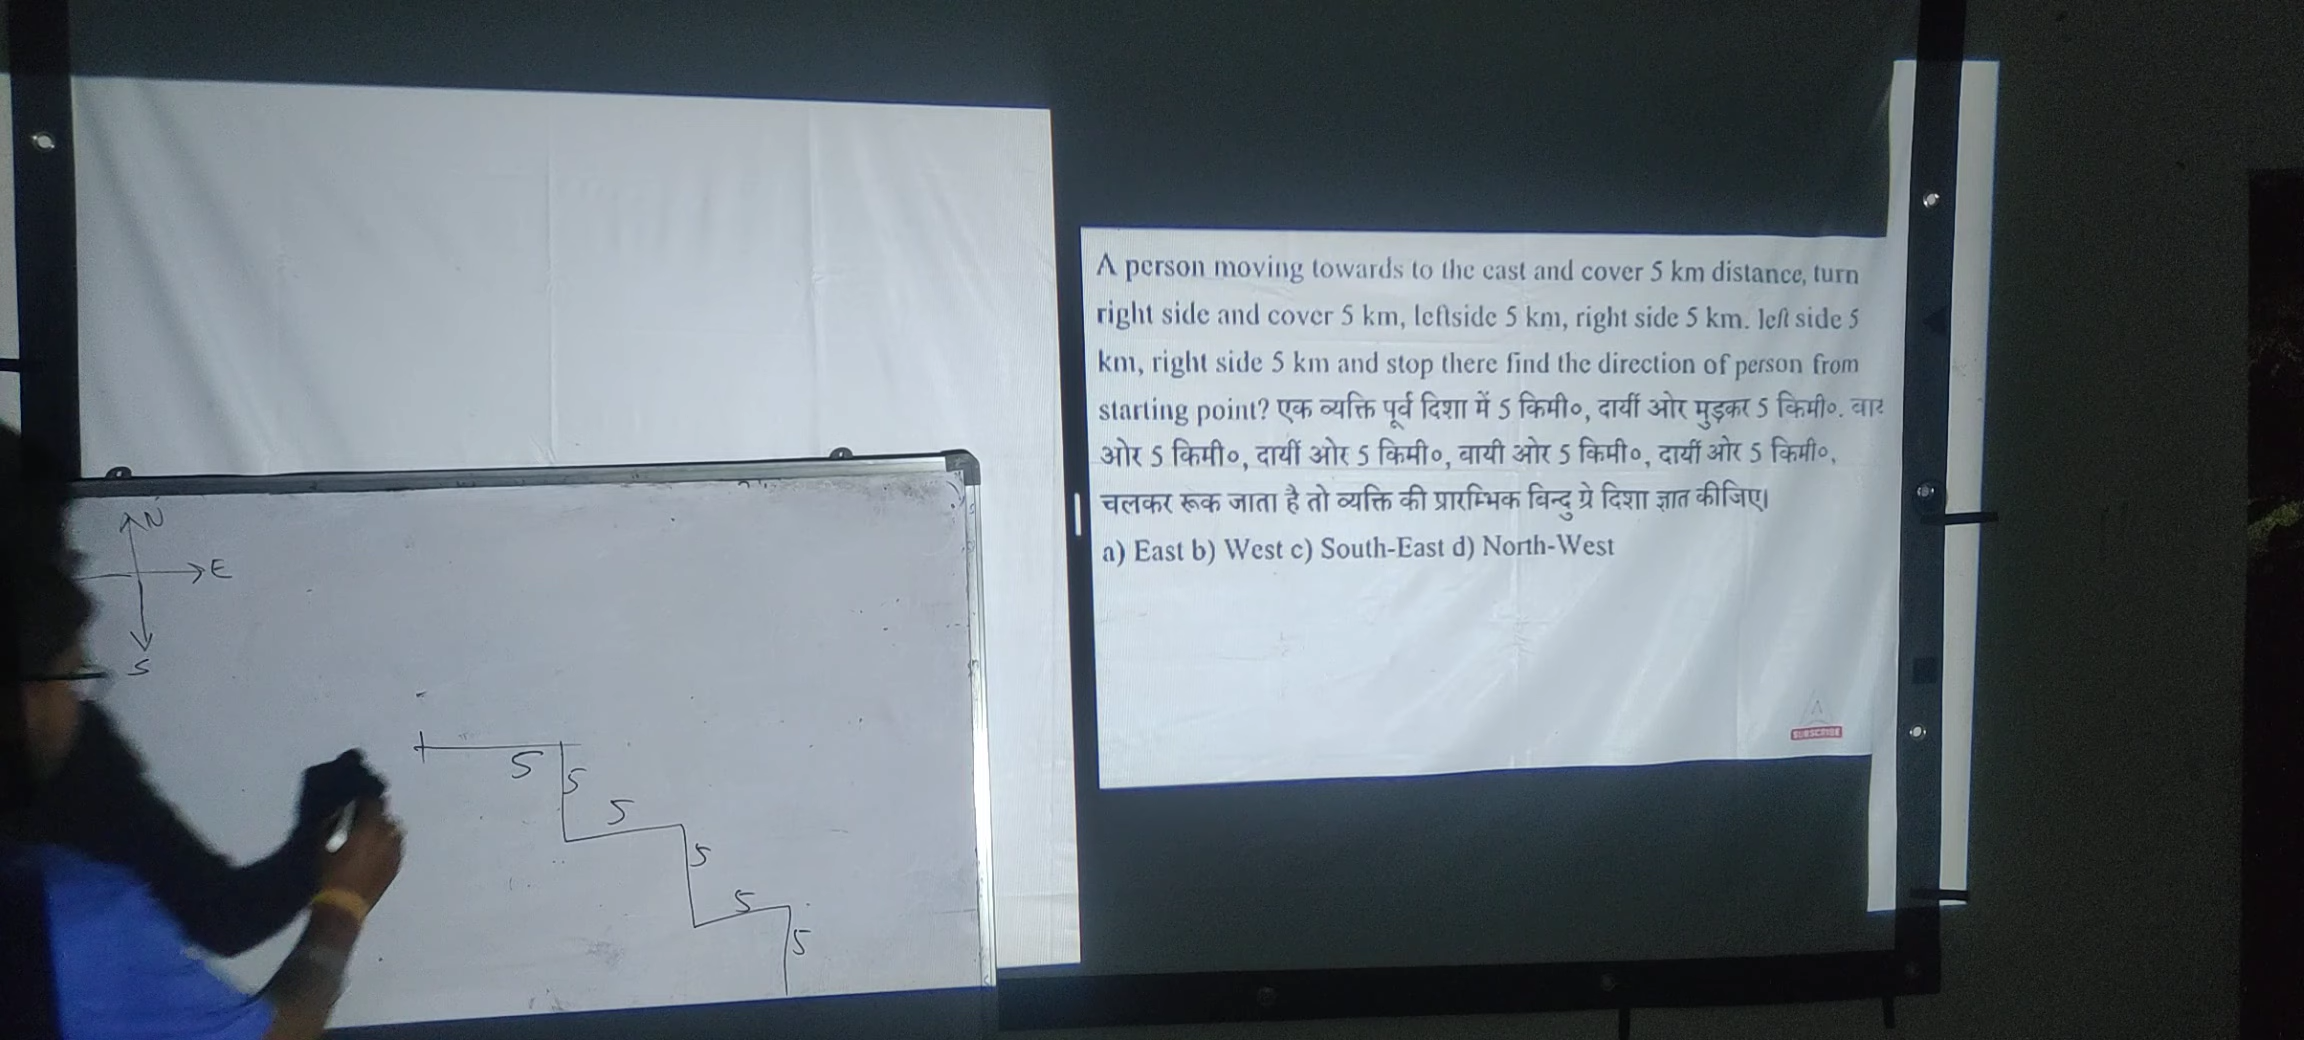 N
E
S
5
5
5
5
5
5
A person moving towards to the east and cover 5 km distance, turn
right side and cover 5 km, leftside 5 km, right side 5 km. left side 5
km, right side 5 km and stop there find the direction of person from
starting point? एक व्यक्ति पूर्व दिशा में 5 किमी०, दायीं ओर मुड़कर 5 किमी०.
ओर 5 किमी०, दायीं ओर 5 किमी०, वायी ओर 5 किमी०, दायीं ओर 5 किमी०,
चलकर रूक जाता है तो व्यक्ति की प्रारम्भिक विन्दु ग्रे दिशा ज्ञात कीजिए।
a) East b) West c) South-East d) North-West
SUBSCRIBE